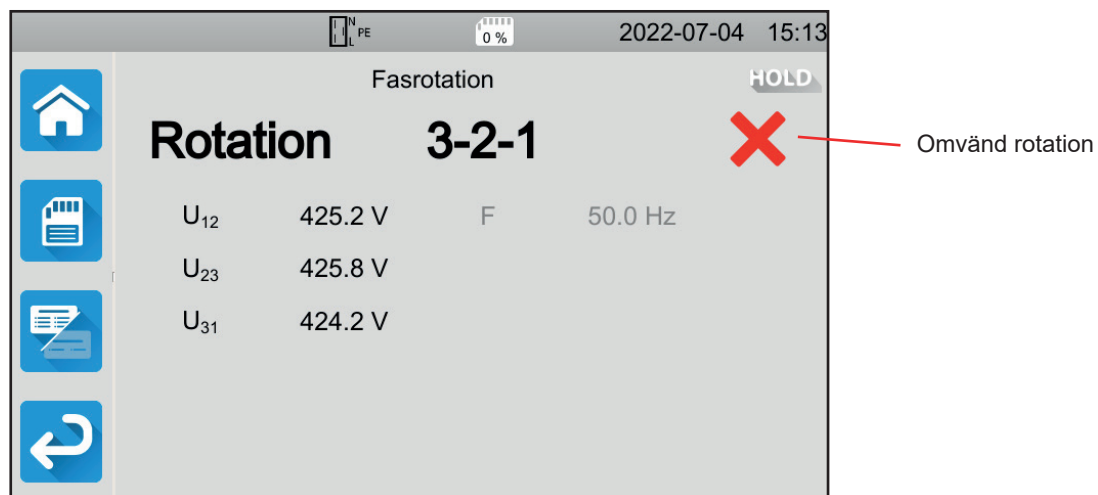 N
L PE
0 %
2022-07-04 15:13
Fasrotation
HOLD
Rotation 3-2-1
Omvänd rotation
U12 425.2 V F 50.0 Hz
U23 425.8 V
U31 424.2 V